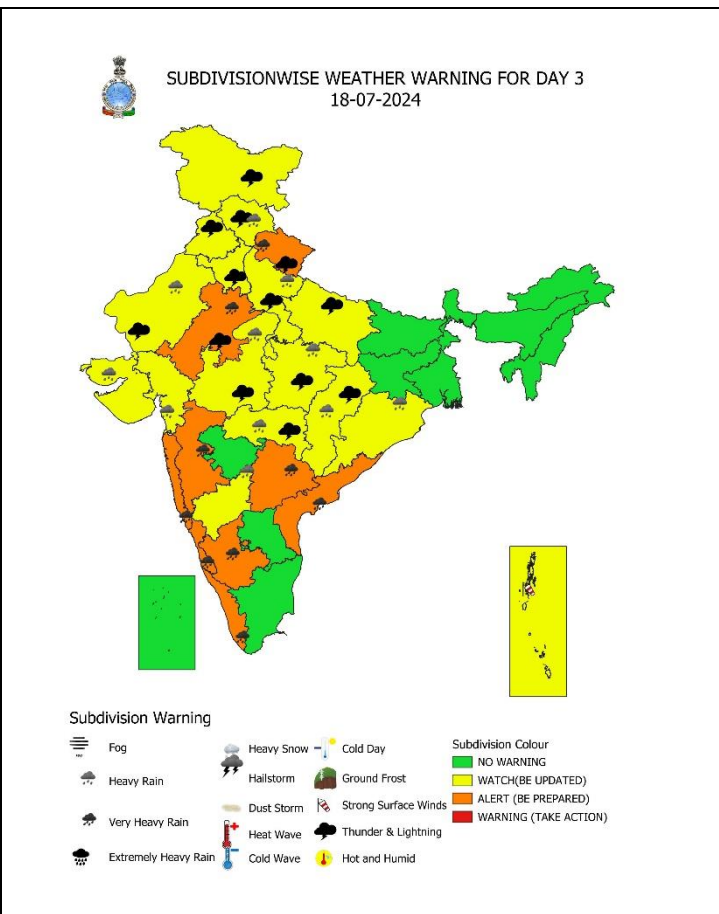 SUBDIVISIONWISE WEATHER WARNING FOR DAY 3
18-07-2024
Subdivision Warning
Fog
Heavy Rain
Very Heavy Rain
Extremely Heavy Rain
Heavy Snow
Hailstorm
Dust Storm
Heat Wave
Cold Wave
Cold Day
Ground Frost
Strong Surface Winds
Thunder & Lightning
Hot and Humid
Subdivision Colour
NO WARNING
WATCH(BE UPDATED)
ALERT (BE PREPARED)
WARNING (TAKE ACTION)